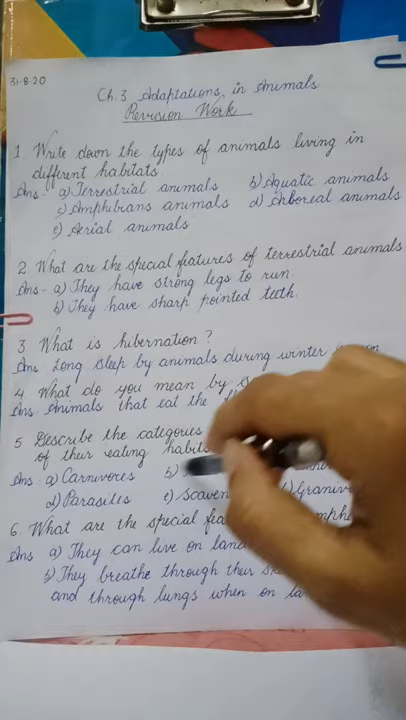 31-8-20
Ch.3 Adaptations in Animals
Revision Work
1 Write down the types of animals living in
different habitats.
Ans- a) Terrestrial animals b) Aquatic animals
c) Amphibians animals d) Arboreal animals
e) Aerial animals
2. What are the special features of terrestrial animals
Ans- a) They have strong legs to run.
b) They have sharp pointed teeth.
3 What is hibernation?
Ans- Long sleep by animals during winter
4. What do you mean by
Ans- Animals that eat the
5 Describe the categories
of their eating habits
Ans- a) Carnivores b)
d) Parasites e)
6. What are the special
Ans a) They can live on land
b) They breathe through their
and through lungs when on